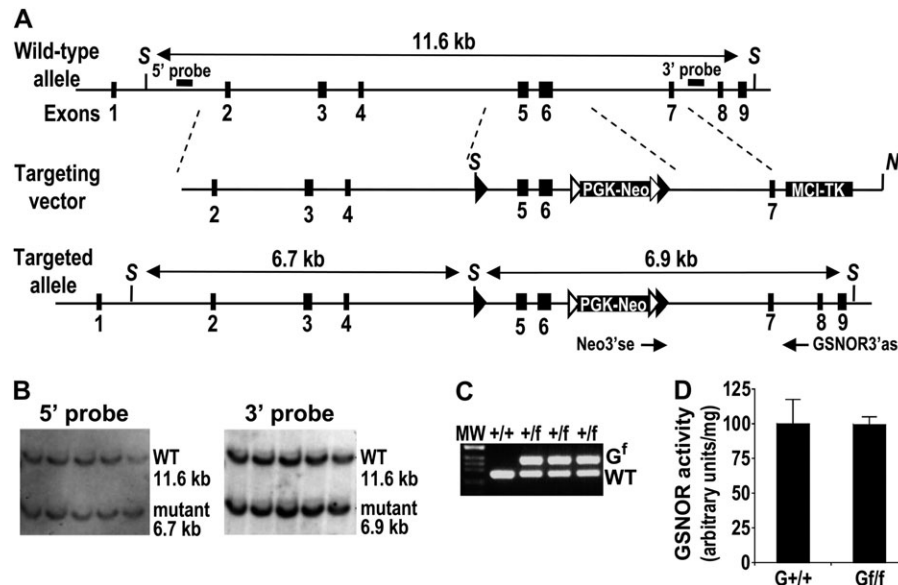 A
Wild-type allele
S 11.6 kb S
5' probe 3' probe
Exons
1 2 3 4 5 6 7 8 9
Targeting vector
S N
PGK-Neo MCI-TK
2 3 4 5 6 7
Targeted allele
S 6.7 kb S 6.9 kb S
PGK-Neo
1 2 3 4 5 6 7 8 9
Neo3'se GSNOR3'as
B
5' probe 3' probe
WT 11.6 kb
mutant 6.7 kb
WT 11.6 kb
mutant 6.9 kb
C
MW +/+ +/f +/f +/f
Gf
WT
D
GSNOR activity
(arbitrary units/mg)
125
100
75
50
25
0
G+/+ Gf/f